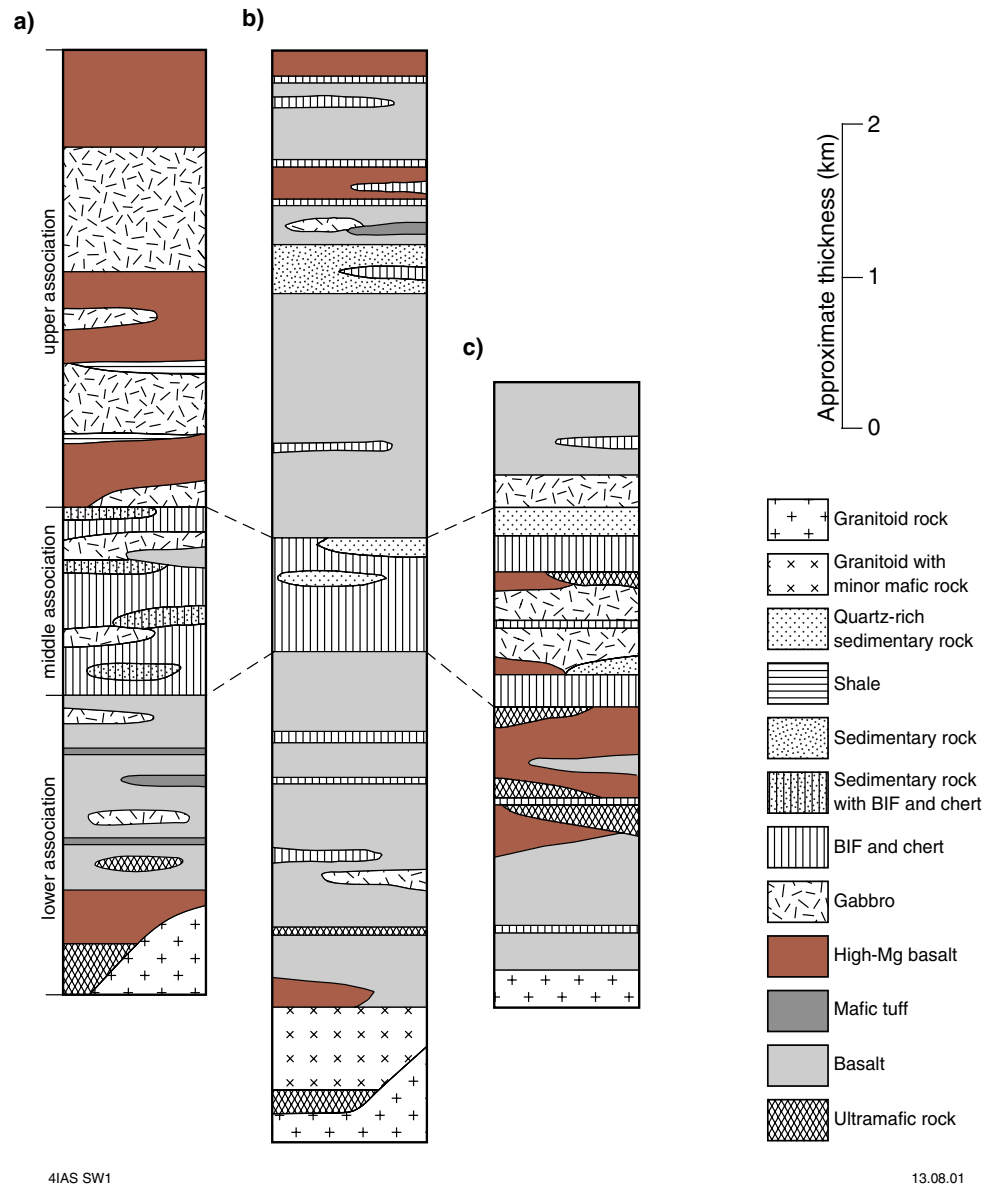 a)
b)
c)
upper association
middle association
lower association
Approximate thickness (km)
2
1
0
Granitoid rock
Granitoid with
minor mafic rock
Quartz-rich
sedimentary rock
Shale
Sedimentary rock
Sedimentary rock
with BIF and chert
BIF and chert
Gabbro
High-Mg basalt
Mafic tuff
Basalt
Ultramafic rock
4IAS SW1
13.08.01